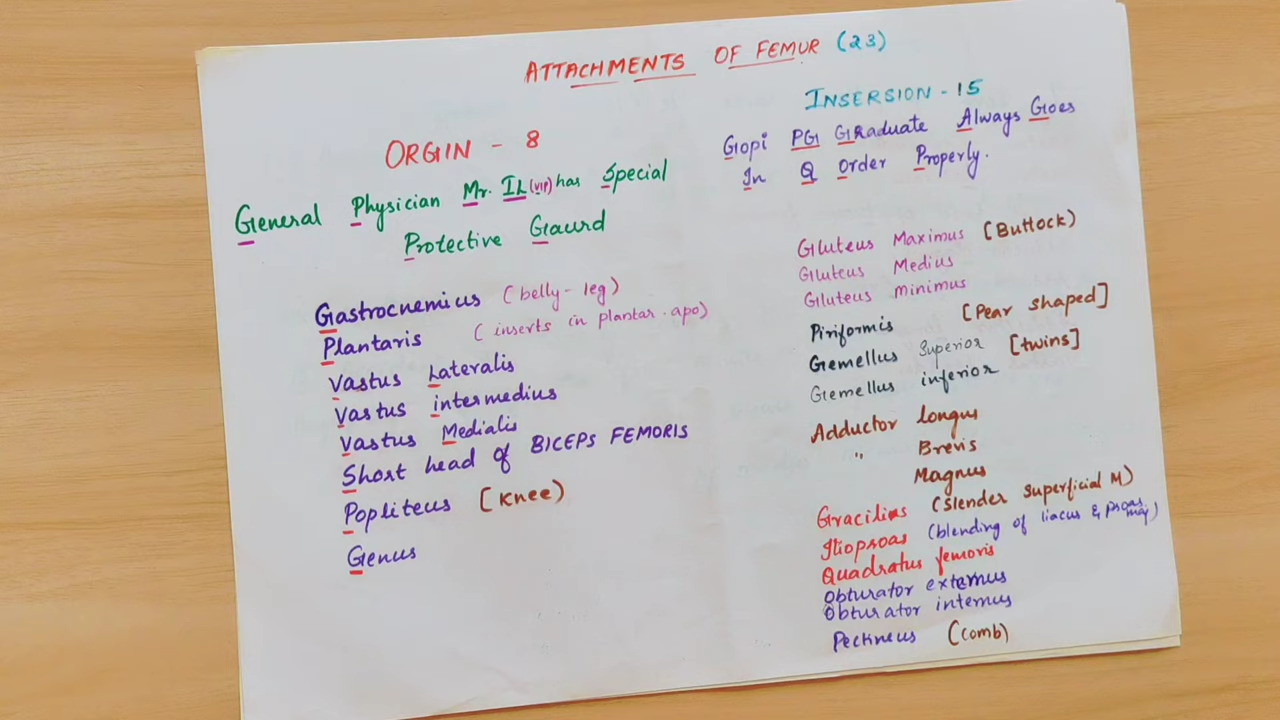 ATTACHMENTS OF FEMUR (23)
ORGIN - 8
General Physician Mr. IL (VIP) has Special
Protective Gaurd
Gastrocnemius (belly - leg)
Plantaris (inserts in plantar. apo)
Vastus Lateralis
Vastus intermedius
Vastus Medialis
Short head of BICEPS FEMORIS
Popliteus [Knee)
Genus
INSERSION - 15
Gopi PG GRaduate Always Goes
In Q Order Properly.
Gluteus Maximus (Buttock)
Gluteus Medius
Gluteus minimus
Piriformis [Pear shaped]
Gemellus Superior [twins]
Gemellus inferior
Adductor longus
" Brevis
Magnus
Gracilias (Slender superficial M)
Iliopsoas (blending of liacus & psoas maj)
Quadratus femoris
Obturator externus
Obturator internus
Pectineus (comb)